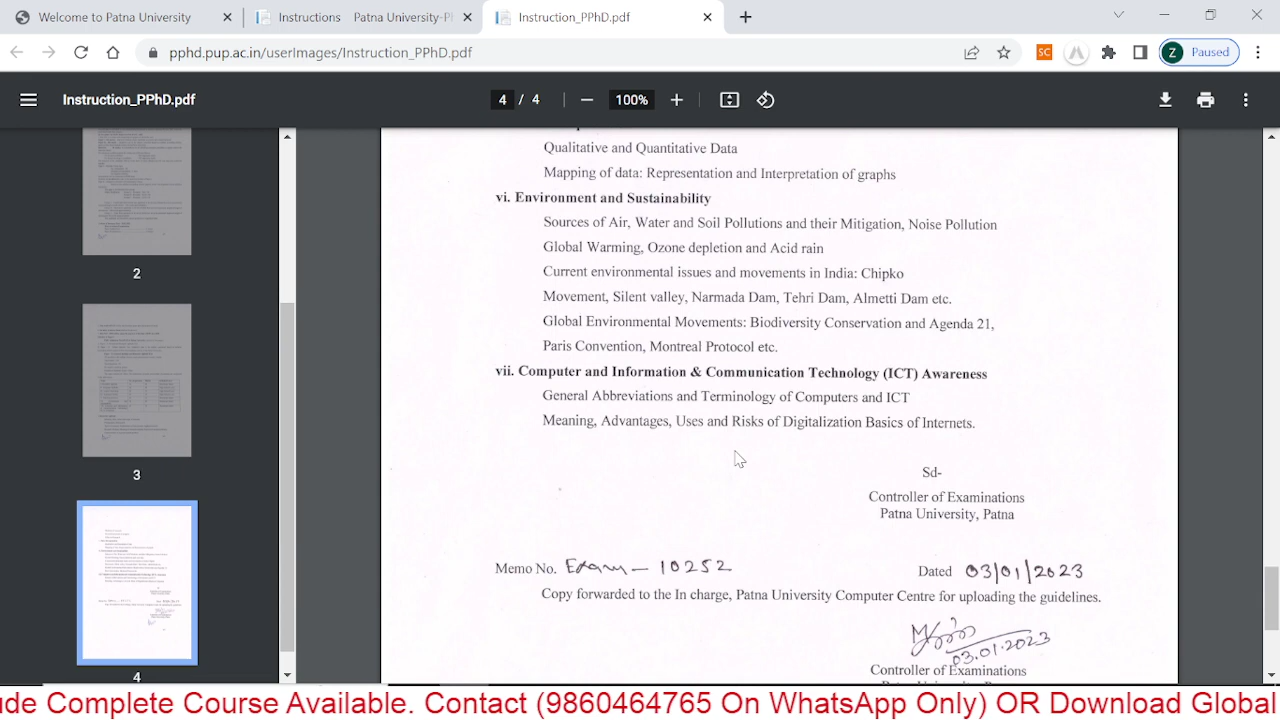 Welcome to Patna University
Instructions Patna University-P
Instruction_PPhD.pdf
pphd.pup.ac.in/userImages/Instruction_PPhD.pdf
SC
Z Paused
Instruction_PPhD.pdf
4 / 4
100%
2
3
4
Qualitative and Quantitative Data
Mapping of data: Representation and Interpretation of graphs
vi. Environment and Sustainability
Sources of Air, Water and Soil Pollutions and their Mitigation, Noise Pollution
Global Warming, Ozone depletion and Acid rain
Current environmental issues and movements in India: Chipko
Movement, Silent valley, Narmada Dam, Tehri Dam, Almetti Dam etc.
Global Environmental Movements: Biodiversity Conservation and Agenda 21,
Paris Convention, Montreal Protocol etc.
vii. Computer and Information & Communication Technology (ICT) Awareness
General Abbreviations and Terminology of Computers and ICT
Meaning, Advantages, Uses and Risks of Digitalization Basics of Internets.
Sd-
Controller of Examinations
Patna University, Patna
Memo No. Exam - 10252
Dated 03/01/2023
Copy forwarded to the In charge, Patna University Computer Centre for uploading the guidelines.
03.01.2023
Controller of Examinations
ude Complete Course Available. Contact (9860464765 On WhatsApp Only) OR Download Global